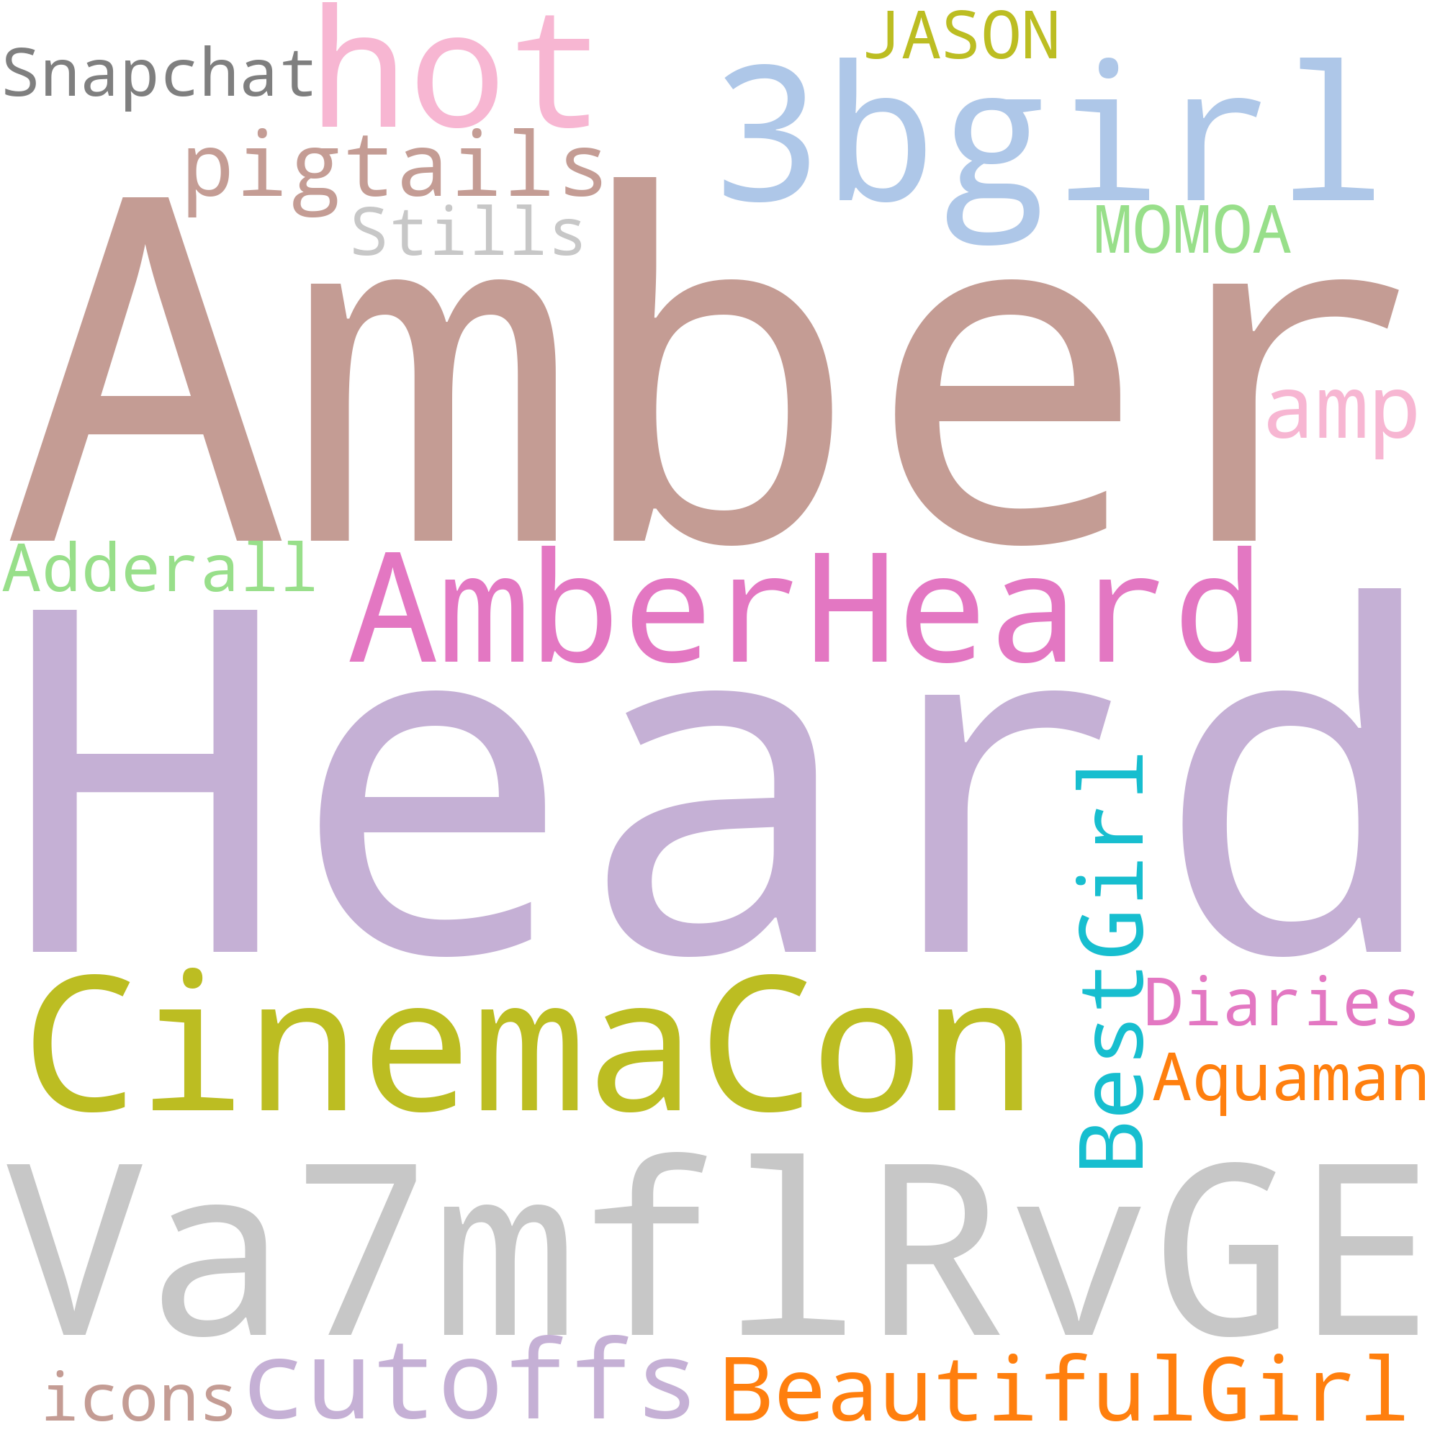 JASON
Snapchat
hot
3bgirl
pigtails
Stills
MOMOA
Amber
amp
Adderall
AmberHeard
Heard
BestGirl
CinemaCon
Diaries
Aquaman
Va7mflRvGE
icons
cutoffs
BeautifulGirl